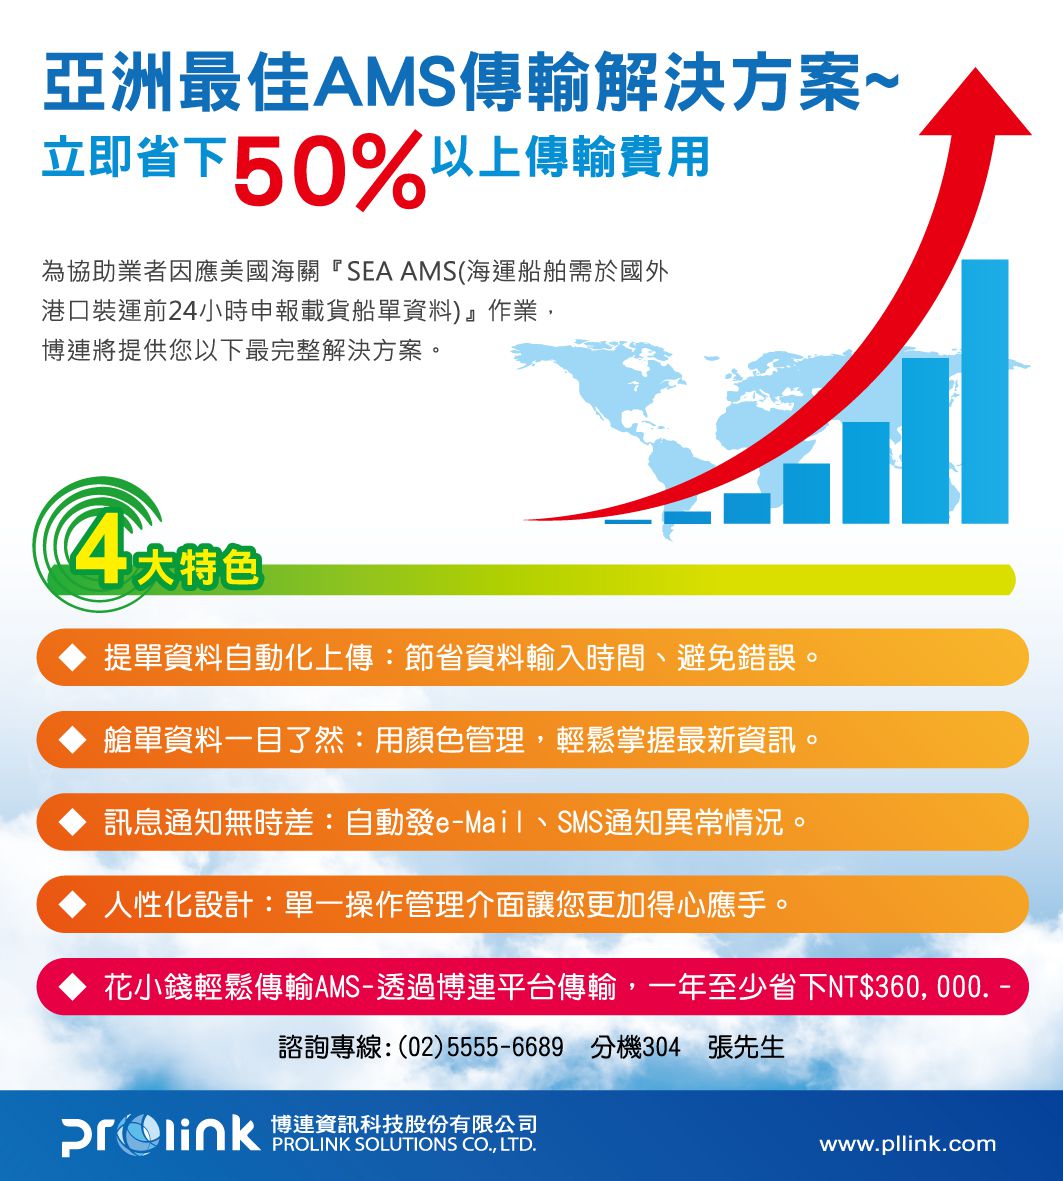 亞洲最佳AMS傳輸解決方案~
立即省下50%以上傳輸費用
為協助業者因應美國海關『SEA AMS(海運船舶需於國外
港口裝運前24小時申報載貨船單資料)』作業，
博連將提供您以下最完整解決方案。
4大特色
◆ 提單資料自動化上傳：節省資料輸入時間、避免錯誤。
◆ 艙單資料一目了然：用顏色管理，輕鬆掌握最新資訊。
◆ 訊息通知無時差：自動發e-Mail、SMS通知異常情況。
◆ 人性化設計：單一操作管理介面讓您更加得心應手。
◆ 花小錢輕鬆傳輸AMS-透過博連平台傳輸，一年至少省下NT$360,000.-
諮詢專線:(02)5555-6689 分機304 張先生
prolink 博連資訊科技股份有限公司
PROLINK SOLUTIONS CO., LTD.
www.pllink.com